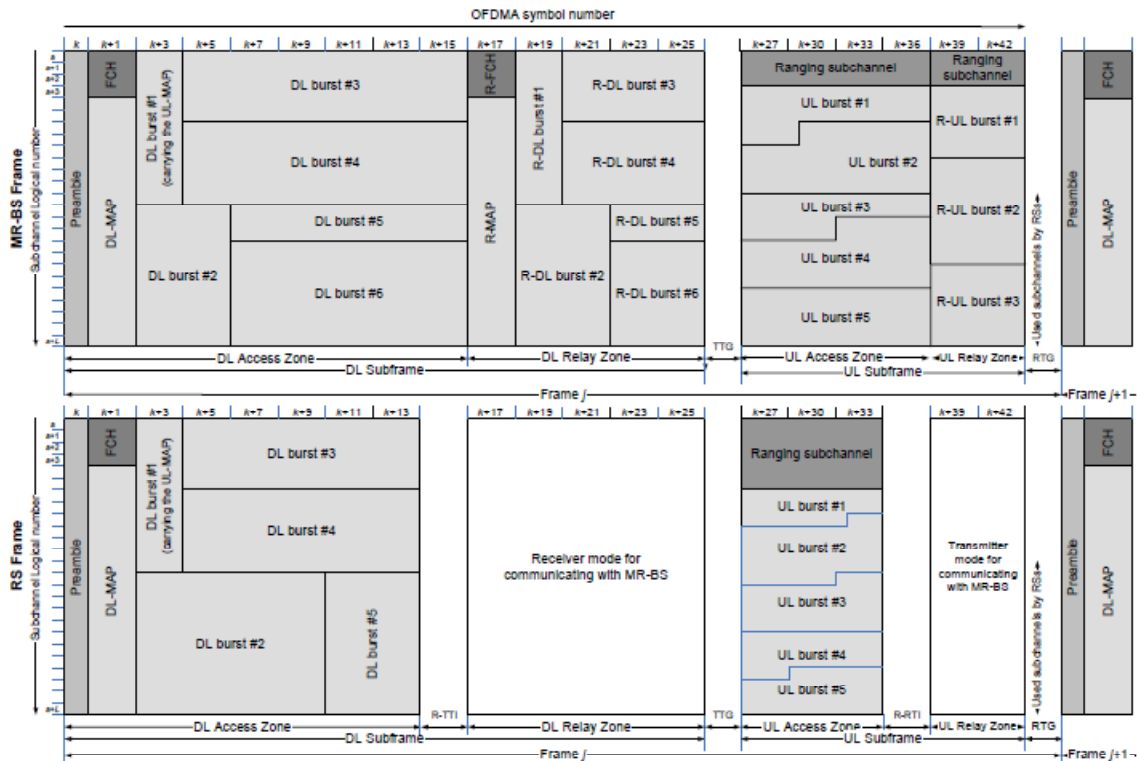 OFDMA symbol number
k k+1 k+3 k+5 k+7 k+9 k+11 k+13 k+15 k+17 k+19 k+21 k+23 k+25 k+27 k+30 k+33 k+36 k+39 k+42
MR-BS Frame
Subchannel Logical number
Preamble
FCH
DL-MAP
DL burst #1
(carrying the UL-MAP)
DL burst #2
DL burst #3
DL burst #4
DL burst #5
DL burst #6
R-FCH
R-MAP
R-DL burst #1
R-DL burst #2
R-DL burst #3
R-DL burst #4
R-DL burst #5
R-DL burst #6
Ranging subchannel
UL burst #1
UL burst #2
UL burst #3
UL burst #4
UL burst #5
Ranging
subchannel
R-UL burst #1
R-UL burst #2
R-UL burst #3
Used subchannels by RSs
Preamble
FCH
DL-MAP
DL Access Zone
DL Relay Zone
TTG
UL Access Zone
UL Relay Zone
RTG
DL Subframe
UL Subframe
Frame j
Frame j+1
k k+1 k+3 k+5 k+7 k+9 k+11 k+13 k+17 k+19 k+21 k+23 k+25 k+27 k+30 k+33 k+39 k+42
RS Frame
Subchannel Logical number
Preamble
FCH
DL-MAP
DL burst #1
(carrying the UL-MAP)
DL burst #2
DL burst #3
DL burst #4
DL burst #5
Receiver mode for
communicating with MR-BS
Ranging subchannel
UL burst #1
UL burst #2
UL burst #3
UL burst #4
UL burst #5
Transmitter
mode for
communicating
with MR-BS
Used subchannels by RSs
Preamble
FCH
DL-MAP
DL Access Zone
R-TTI
DL Relay Zone
TTG
UL Access Zone
R-RTI
UL Relay Zone
RTG
DL Subframe
UL Subframe
Frame j
Frame j+1